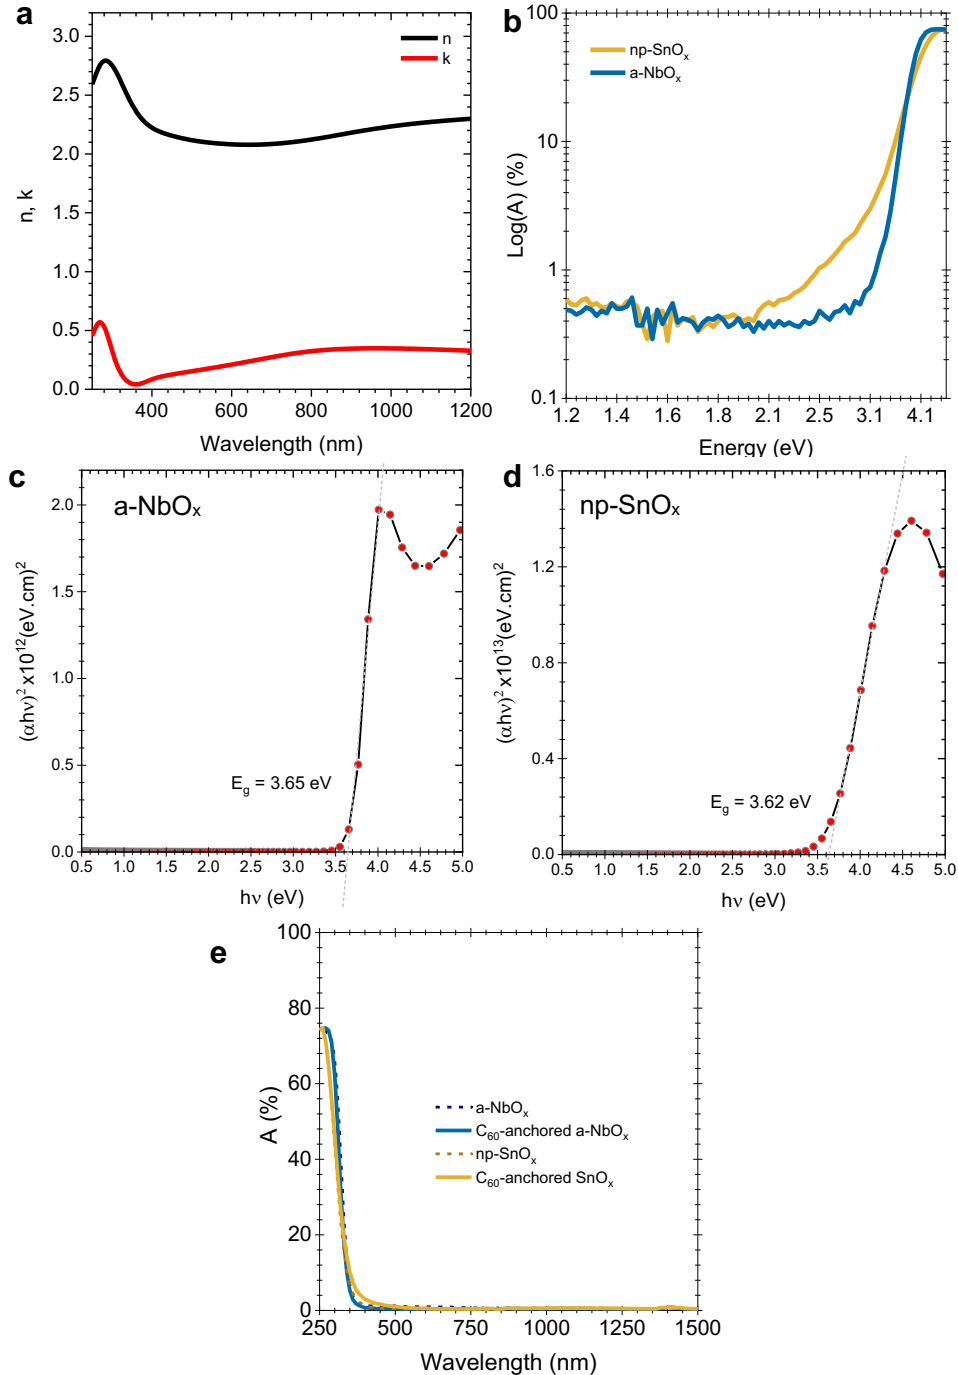 a
n
k
n, k
3.0
2.5
2.0
1.5
1.0
0.5
0.0
400 600 800 1000 1200
Wavelength (nm)
b
np-SnOₓ
a-NbOₓ
Log(A) (%)
100
10
1
0.1
1.2 1.4 1.6 1.8 2.1 2.5 3.1 4.1
Energy (eV)
c
a-NbOₓ
(αhν)² x10¹²(eV.cm)²
2.0
1.5
1.0
0.5
0.0
E_g = 3.65 eV
0.5 1.0 1.5 2.0 2.5 3.0 3.5 4.0 4.5 5.0
hν (eV)
d
np-SnOₓ
(αhν)² x10¹³(eV.cm)²
1.6
1.2
0.8
0.4
0.0
E_g = 3.62 eV
0.5 1.0 1.5 2.0 2.5 3.0 3.5 4.0 4.5 5.0
hν (eV)
e
A (%)
100
80
60
40
20
0
a-NbOₓ
C₆₀-anchored a-NbOₓ
np-SnOₓ
C₆₀-anchored SnOₓ
250 500 750 1000 1250 1500
Wavelength (nm)